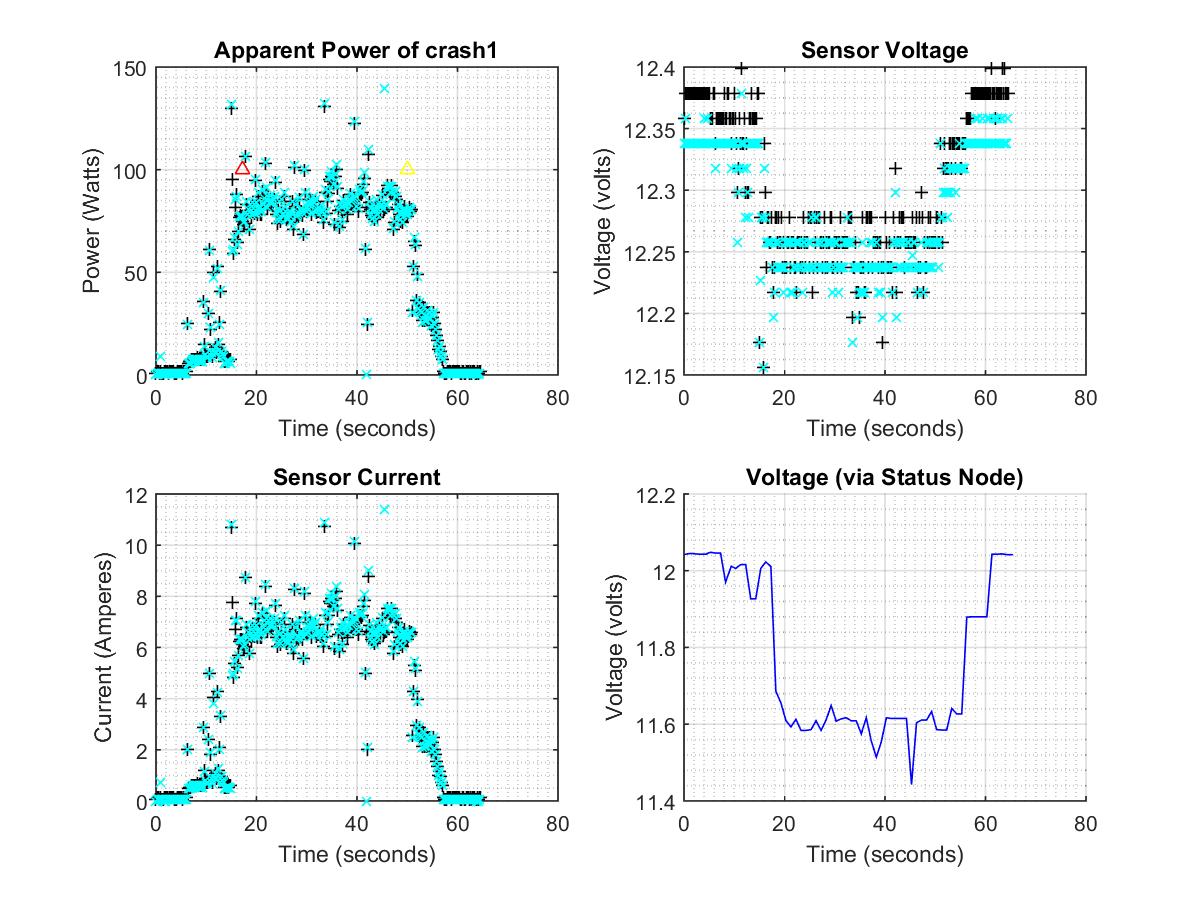 Apparent Power of crash1
150
100
50
0
Power (Watts)
0 20 40 60 80
Time (seconds)
Sensor Voltage
12.4
12.35
12.3
12.25
12.2
12.15
Voltage (volts)
0 20 40 60 80
Time (seconds)
Sensor Current
12
10
8
6
4
2
0
Current (Amperes)
0 20 40 60 80
Time (seconds)
Voltage (via Status Node)
12.2
12
11.8
11.6
11.4
Voltage (volts)
0 20 40 60 80
Time (seconds)